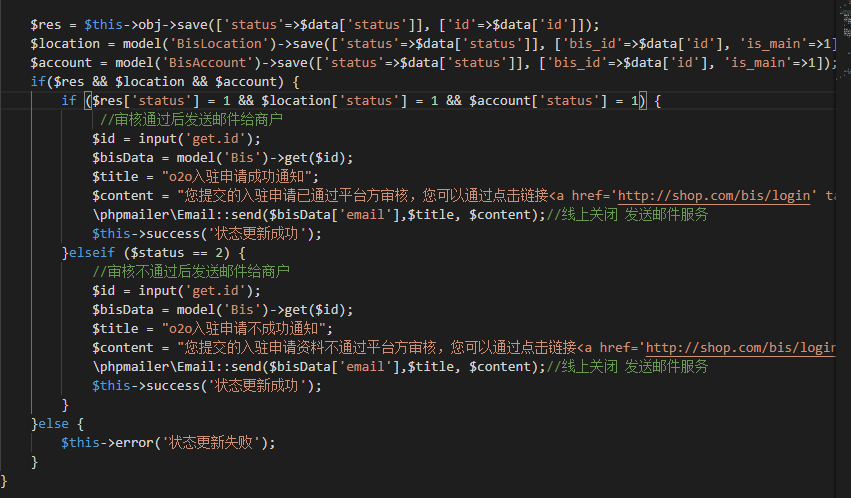 $res = $this->obj->save(['status'=>$data['status']], ['id'=>$data['id']]);
$location = model('BisLocation')->save(['status'=>$data['status']], ['bis_id'=>$data['id'], 'is_main'=>1]
$account = model('BisAccount')->save(['status'=>$data['status']], ['bis_id'=>$data['id'], 'is_main'=>1]);
if($res && $location && $account) {
if ($res['status'] = 1 && $location['status'] = 1 && $account['status'] = 1) {
//审核通过后发送邮件给商户
$id = input('get.id');
$bisData = model('Bis')->get($id);
$title = "o2o入驻申请成功通知";
$content = "您提交的入驻申请已通过平台方审核，您可以通过点击链接<a href='http://shop.com/bis/login' ta
\phpmailer\Email::send($bisData['email'],$title, $content);//线上关闭 发送邮件服务
$this->success('状态更新成功');
}elseif ($status == 2) {
//审核不通过后发送邮件给商户
$id = input('get.id');
$bisData = model('Bis')->get($id);
$title = "o2o入驻申请不成功通知";
$content = "您提交的入驻申请资料不通过平台方审核，您可以通过点击链接<a href='http://shop.com/bis/login
\phpmailer\Email::send($bisData['email'],$title, $content);//线上关闭 发送邮件服务
$this->success('状态更新成功');
}
}else {
$this->error('状态更新失败');
}
}